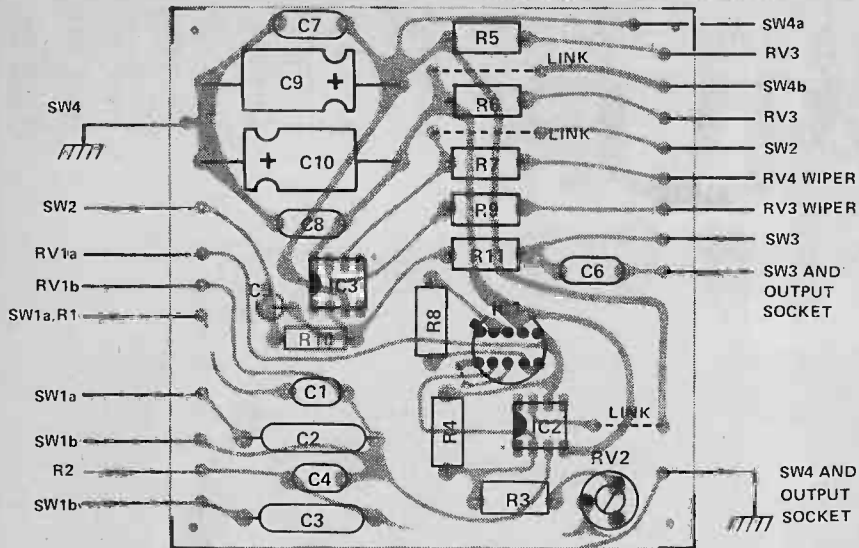 C7
SW4a
R5
RV3
LINK
C9 +
SW4b
SW4
R6
RV3
LINK
SW2
+ C10
R7
RV4 WIPER
SW2
R9
RV3 WIPER
C8
SW3
RV1a
R11
C6
SW3 AND
OUTPUT
SOCKET
IC3
RV1b
SW1a,R1
R8
R10
C1
SW1a
C2
R4
IC2
LINK
SW1b
RV2
R2
C4
R3
SW4 AND
OUTPUT
SOCKET
SW1b
C3